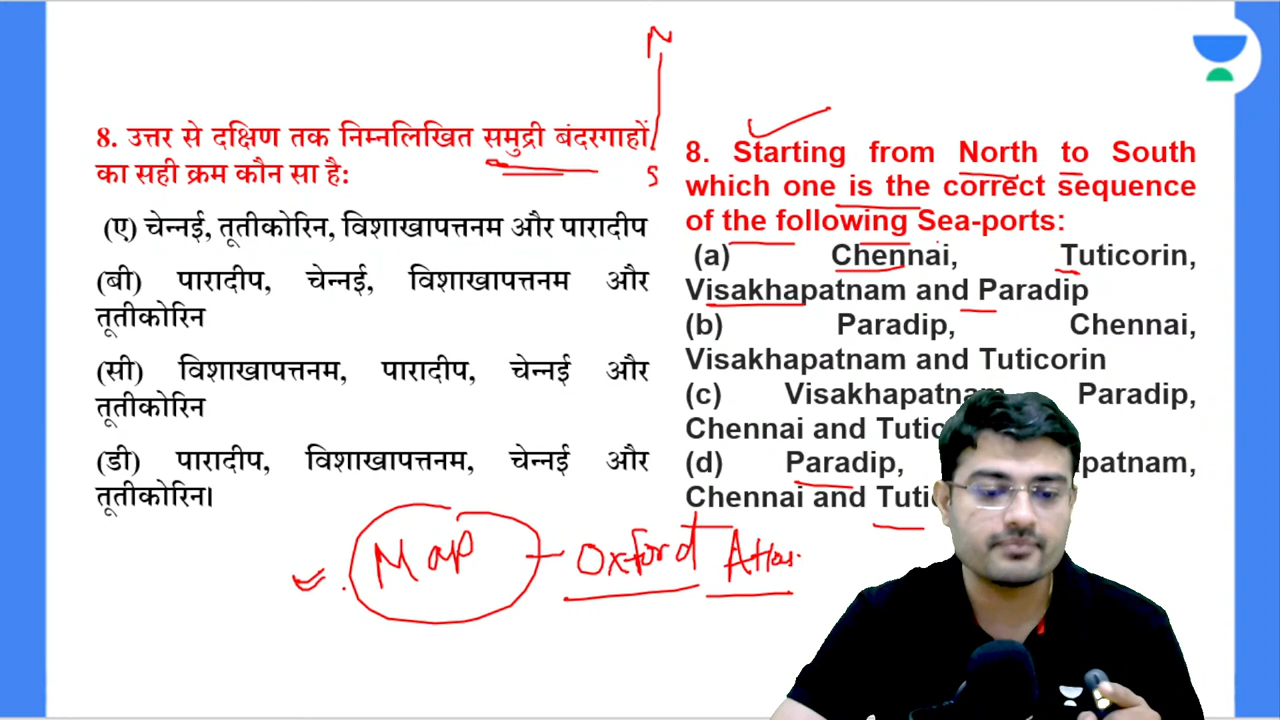 N
S
8. उत्तर से दक्षिण तक निम्नलिखित समुद्री बंदरगाहों
का सही क्रम कौन सा है:
(ए) चेन्नई, तूतीकोरिन, विशाखापत्तनम और पारादीप
(बी) पारादीप, चेन्नई, विशाखापत्तनम और
तूतीकोरिन
(सी) विशाखापत्तनम, पारादीप, चेन्नई और
तूतीकोरिन
(डी) पारादीप, विशाखापत्तनम, चेन्नई और
तूतीकोरिन।
8. Starting from North to South
which one is the correct sequence
of the following Sea-ports:
(a) Chennai, Tuticorin,
Visakhapatnam and Paradip
(b) Paradip, Chennai,
Visakhapatnam and Tuticorin
(c) Visakhapatnam, Paradip,
Chennai and Tutic
(d) Paradip, apatnam,
Chennai and Tutic
Map - Oxford Atlas.